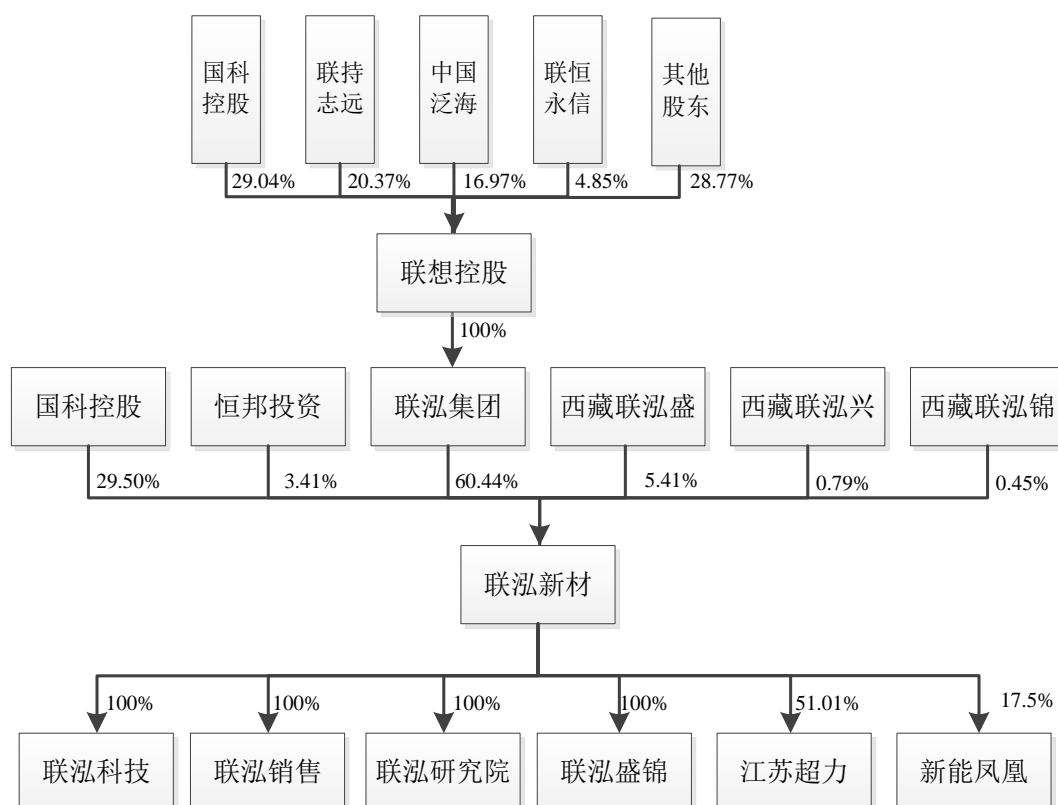 国科
控股
联持
志远
中国
泛海
联恒
永信
其他
股东
29.04%
20.37%
16.97%
4.85%
28.77%
联想控股
100%
国科控股
恒邦投资
联泓集团
西藏联泓盛
西藏联泓兴
西藏联泓锦
29.50%
3.41%
60.44%
5.41%
0.79%
0.45%
联泓新材
100%
100%
100%
100%
51.01%
17.5%
联泓科技
联泓销售
联泓研究院
联泓盛锦
江苏超力
新能凤凰